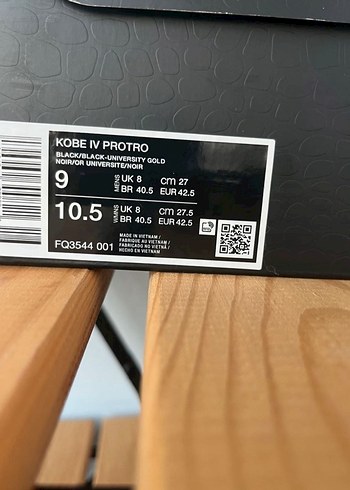 KOBE IV PROTRO
BLACK/BLACK-UNIVERSITY GOLD
NOIR/OR UNIVERSITE/NOIR
9 MENS UK 8 CM 27
BR 40.5 EUR 42.5
10.5 WMNS UK 8 CM 27.5
BR 40.5 EUR 42.5
FQ3544 001
MADE IN VIETNAM /
FABRIQUE AU VIETNAM /
FABRICADO NO VIETNÃ /
HECHO EN VIETNAM